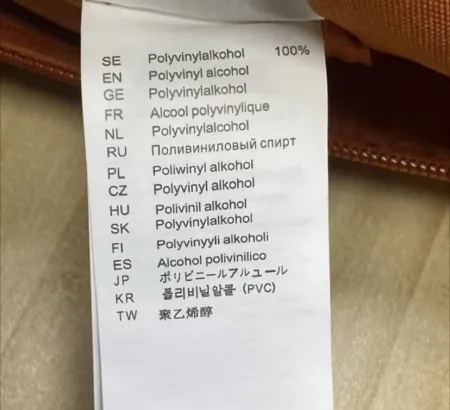 SE Polyvinylalkohol 100%
EN Polyvinyl alcohol
GE Polyvinylalkohol
FR Alcool polyvinylique
NL Polyvinylalcohol
RU Поливиниловый спирт
PL Poliwinyl alkohol
CZ Polyvinyl alkohol
HU Polivinil alkohol
SK Polyvinylalkohol
FI Polyvinyyli alkoholi
ES Alcohol polivinilico
JP ポリビニールアルュール
KR 폴리비닐알콜 (PVC)
TW 聚乙烯醇